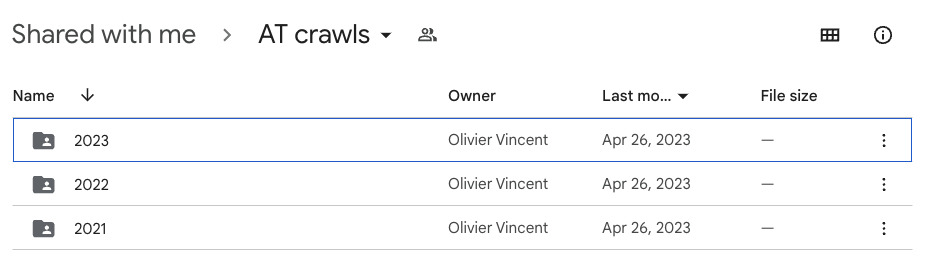 Shared with me > AT crawls
Name Owner Last mo... File size
2023 Olivier Vincent Apr 26, 2023 —
2022 Olivier Vincent Apr 26, 2023 —
2021 Olivier Vincent Apr 26, 2023 —